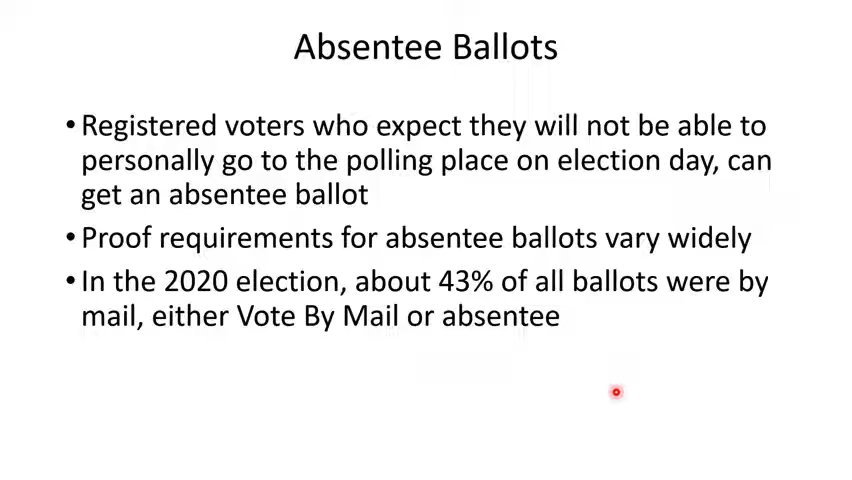 Absentee Ballots
• Registered voters who expect they will not be able to
personally go to the polling place on election day, can
get an absentee ballot
• Proof requirements for absentee ballots vary widely
• In the 2020 election, about 43% of all ballots were by
mail, either Vote By Mail or absentee